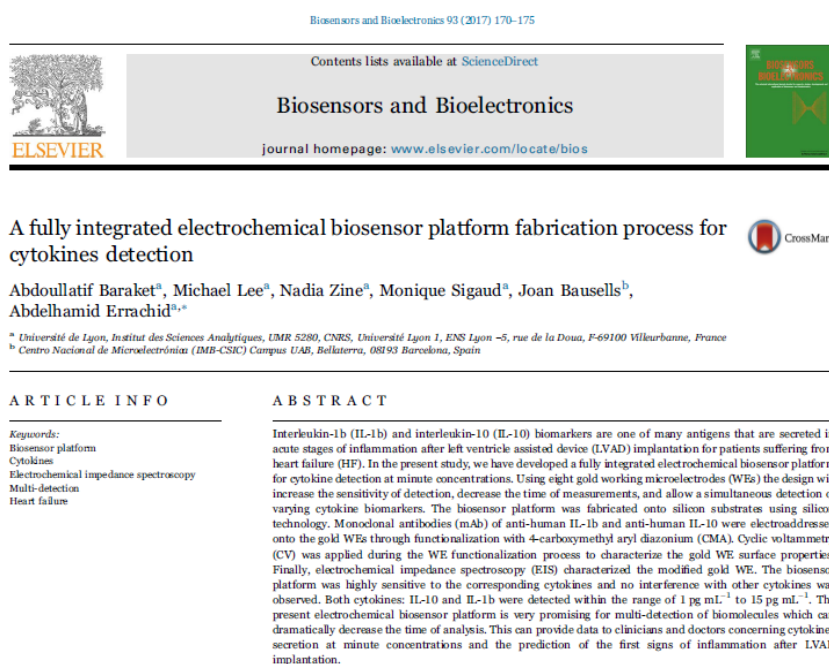 Biosensors and Bioelectronics 93 (2017) 170–175
Contents lists available at ScienceDirect
Biosensors and Bioelectronics
journal homepage: www.elsevier.com/locate/bios
ELSEVIER
BIOSENSORS
BIOELECTRONICS
A fully integrated electrochemical biosensor platform fabrication process for
cytokines detection
CrossMar
Abdoullatif Baraketa, Michael Leea, Nadia Zinea, Monique Sigauda, Joan Bausellsb,
Abdelhamid Errachida,*
a Université de Lyon, Institut des Sciences Analytiques, UMR 5280, CNRS, Université Lyon 1, ENS Lyon −5, rue de la Doua, F-69100 Villeurbanne, France
b Centro Nacional de Microelectrónica (IMB-CSIC) Campus UAB, Bellaterra, 08193 Barcelona, Spain
ARTICLE INFO
Keywords:
Biosensor platform
Cytokines
Electrochemical impedance spectroscopy
Multi-detection
Heart failure
ABSTRACT
Interleukin-1b (IL-1b) and interleukin-10 (IL-10) biomarkers are one of many antigens that are secreted i
acute stages of inflammation after left ventricle assisted device (LVAD) implantation for patients suffering fro
heart failure (HF). In the present study, we have developed a fully integrated electrochemical biosensor platfor
for cytokine detection at minute concentrations. Using eight gold working microelectrodes (WEs) the design wi
increase the sensitivity of detection, decrease the time of measurements, and allow a simultaneous detection o
varying cytokine biomarkers. The biosensor platform was fabricated onto silicon substrates using silico
technology. Monoclonal antibodies (mAb) of anti-human IL-1b and anti-human IL-10 were electroaddresse
onto the gold WEs through functionalization with 4-carboxymethyl aryl diazonium (CMA). Cyclic voltammetr
(CV) was applied during the WE functionalization process to characterize the gold WE surface properties
Finally, electrochemical impedance spectroscopy (EIS) characterized the modified gold WE. The biosenso
platform was highly sensitive to the corresponding cytokines and no interference with other cytokines wa
observed. Both cytokines: IL-10 and IL-1b were detected within the range of 1 pg mL−1 to 15 pg mL−1. Th
present electrochemical biosensor platform is very promising for multi-detection of biomolecules which ca
dramatically decrease the time of analysis. This can provide data to clinicians and doctors concerning cytokine
secretion at minute concentrations and the prediction of the first signs of inflammation after LVA
implantation.